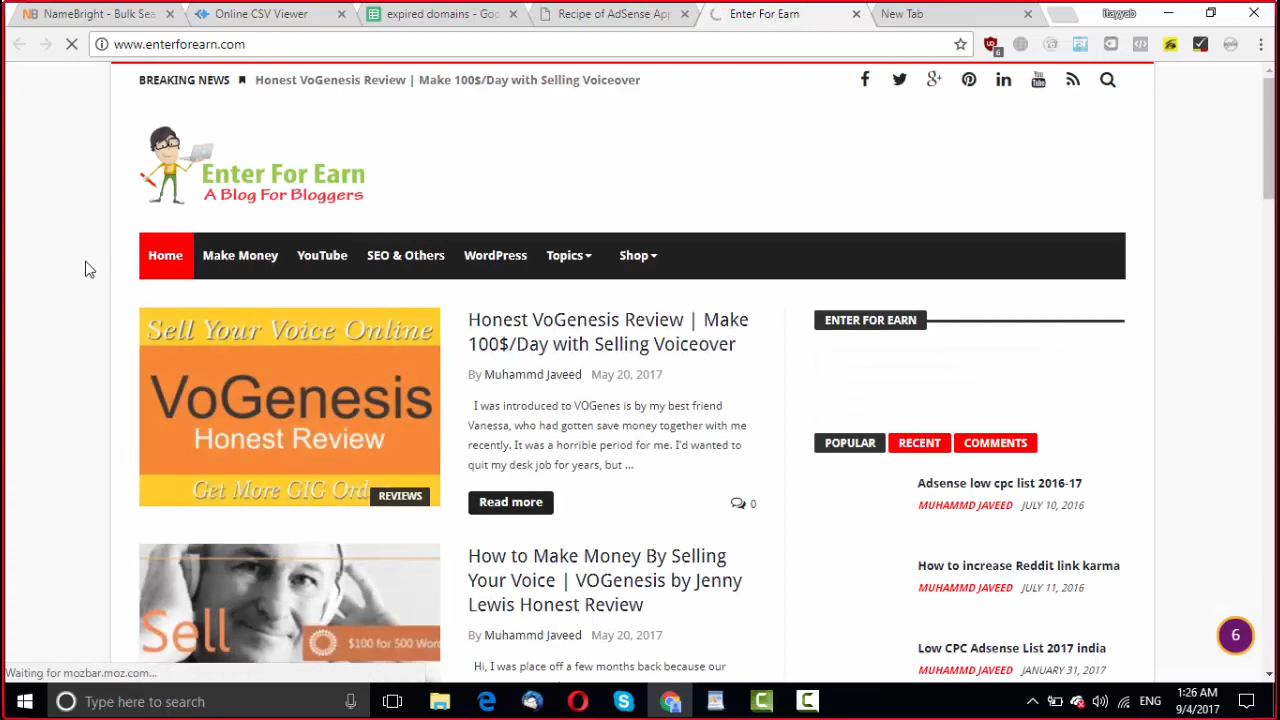 NameBright - Bulk Sea
Online CSV Viewer
expired domains - Goo
Recipe of AdSense App
Enter For Earn
New Tab
ltayyab
www.enterforearn.com
6
BREAKING NEWS Honest VoGenesis Review | Make 100$/Day with Selling Voiceover
Enter For Earn
A Blog For Bloggers
Home Make Money YouTube SEO & Others WordPress Topics Shop
Sell Your Voice Online
VoGenesis
Honest Review
Get More GIG Ord
REVIEWS
Honest VoGenesis Review | Make
100$/Day with Selling Voiceover
By Muhammd Javeed May 20, 2017
I was introduced to VOGenes is by my best friend
Vanessa, who had gotten save money together with me
recently. It was a horrible period for me. I'd wanted to
quit my desk job for years, but ...
Read more
0
ENTER FOR EARN
POPULAR RECENT COMMENTS
Adsense low cpc list 2016-17
MUHAMMD JAVEED JULY 10, 2016
How to increase Reddit link karma
MUHAMMD JAVEED JULY 11, 2016
Low CPC Adsense List 2017 india
MUHAMMD JAVEED JANUARY 31, 2017
Sell
$100 for 500 Word
How to Make Money By Selling
Your Voice | VOGenesis by Jenny
Lewis Honest Review
By Muhammd Javeed May 20, 2017
Hi, I was place off a few months back because our
6
Waiting for mozbar.moz.com...
Type here to search
ENG
1:26 AM
9/4/2017